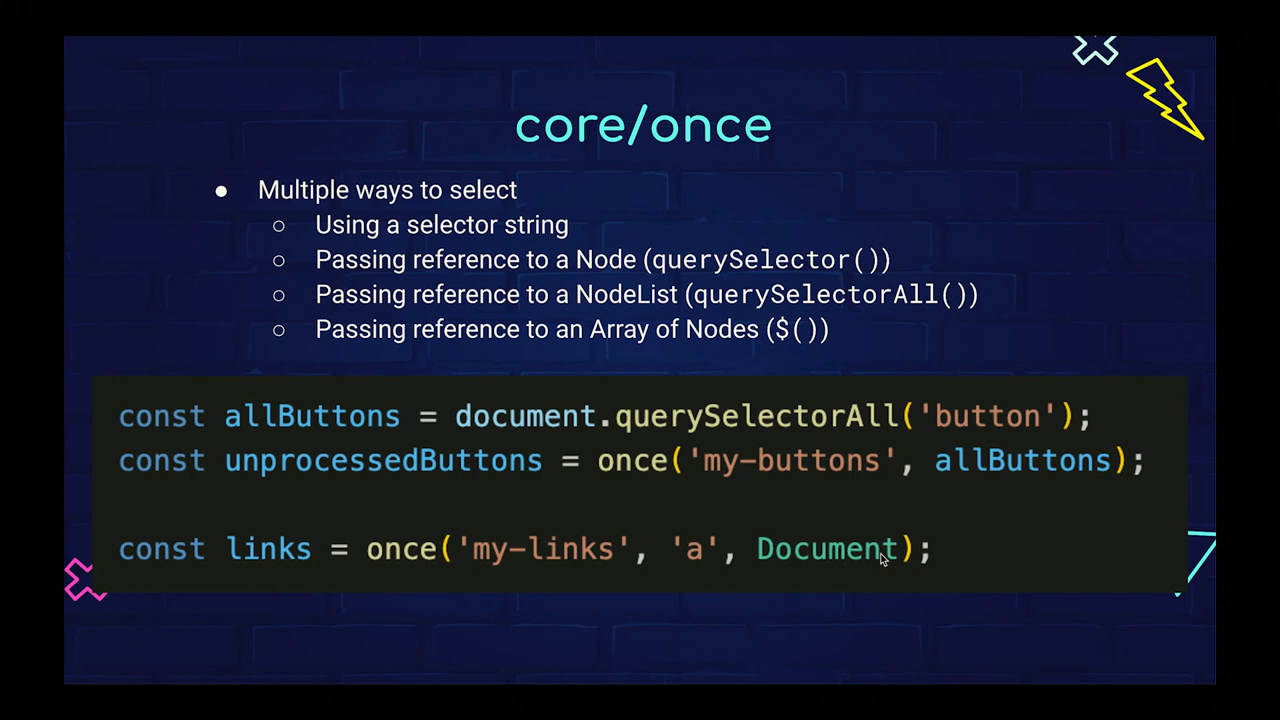 core/once
● Multiple ways to select
○ Using a selector string
○ Passing reference to a Node (querySelector())
○ Passing reference to a NodeList (querySelectorAll())
○ Passing reference to an Array of Nodes ($())
const allButtons = document.querySelectorAll('button');
const unprocessedButtons = once('my-buttons', allButtons);
const links = once('my-links', 'a', Document);